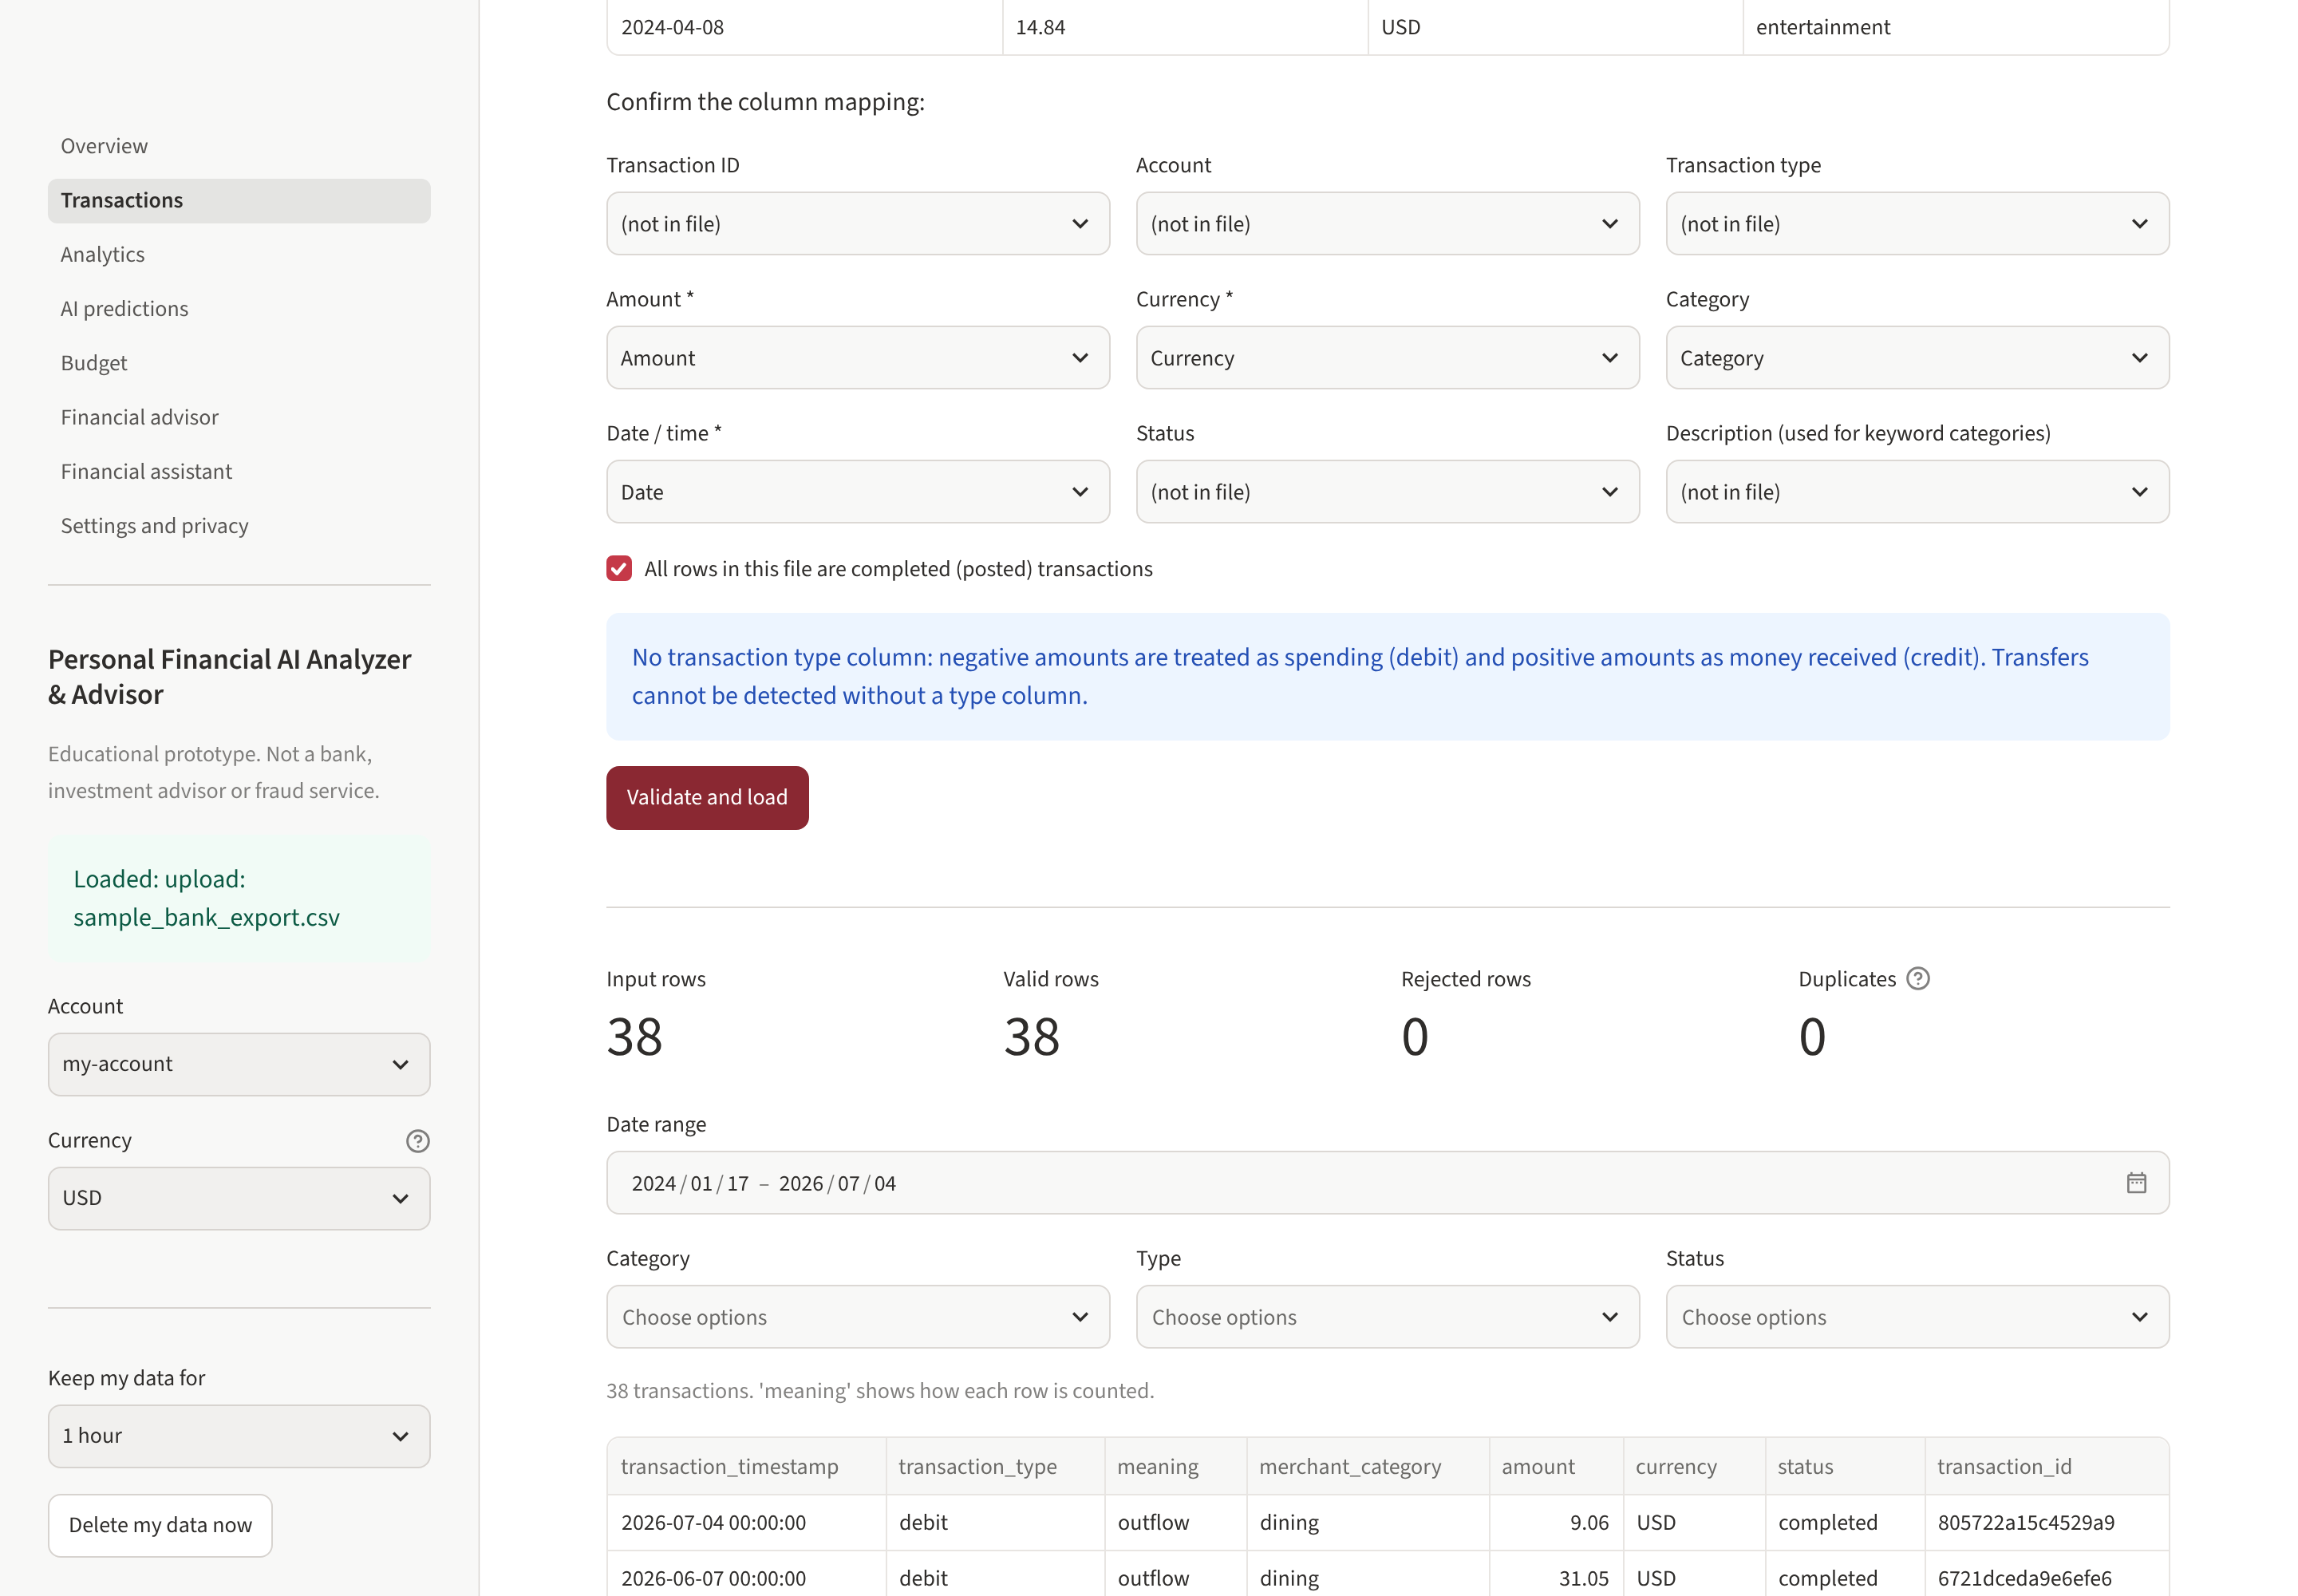 Overview
Transactions
Analytics
AI predictions
Budget
Financial advisor
Financial assistant
Settings and privacy
Personal Financial AI Analyzer
& Advisor
Educational prototype. Not a bank,
investment advisor or fraud service.
Loaded: upload:
sample_bank_export.csv
Account
my-account
Currency
USD
Keep my data for
1 hour
Delete my data now
2024-04-08 14.84 USD entertainment
Confirm the column mapping:
Transaction ID Account Transaction type
(not in file) (not in file) (not in file)
Amount * Currency * Category
Amount Currency Category
Date / time * Status Description (used for keyword categories)
Date (not in file) (not in file)
All rows in this file are completed (posted) transactions
No transaction type column: negative amounts are treated as spending (debit) and positive amounts as money received (credit). Transfers
cannot be detected without a type column.
Validate and load
Input rows Valid rows Rejected rows Duplicates
38 38 0 0
Date range
2024/01/17 – 2026/07/04
Category Type Status
Choose options Choose options Choose options
38 transactions. 'meaning' shows how each row is counted.
transaction_timestamp transaction_type meaning merchant_category amount currency status transaction_id
2026-07-04 00:00:00 debit outflow dining 9.06 USD completed 805722a15c4529a9
2026-06-07 00:00:00 debit outflow dining 31.05 USD completed 6721dceda9e6efe6